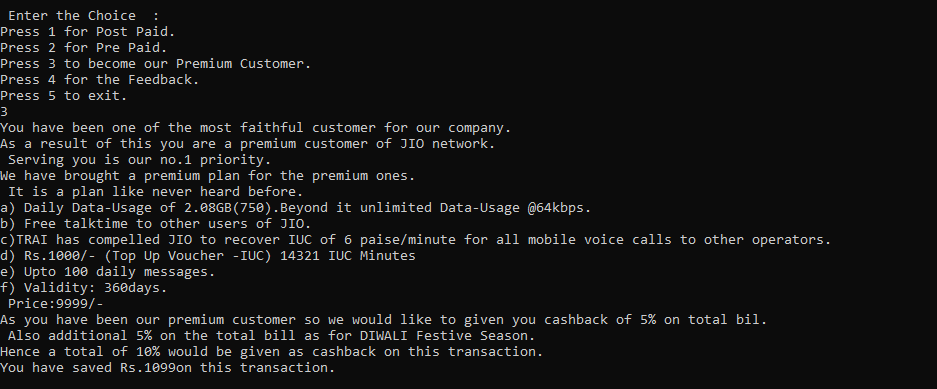 Enter the Choice  :
Press 1 for Post Paid.
Press 2 for Pre Paid.
Press 3 to become our Premium Customer.
Press 4 for the Feedback.
Press 5 to exit.
3
You have been one of the most faithful customer for our company.
As a result of this you are a premium customer of JIO network.
Serving you is our no.1 priority.
We have brought a premium plan for the premium ones.
It is a plan like never heard before.
a) Daily Data-Usage of 2.08GB(750).Beyond it unlimited Data-Usage @64kbps.
b) Free talktime to other users of JIO.
c)TRAI has compelled JIO to recover IUC of 6 paise/minute for all mobile voice calls to other operators.
d) Rs.1000/- (Top Up Voucher -IUC) 14321 IUC Minutes
e) Upto 100 daily messages.
f) Validity: 360days.
Price:9999/-
As you have been our premium customer so we would like to given you cashback of 5% on total bil.
Also additional 5% on the total bill as for DIWALI Festive Season.
Hence a total of 10% would be given as cashback on this transaction.
You have saved Rs.1099on this transaction.